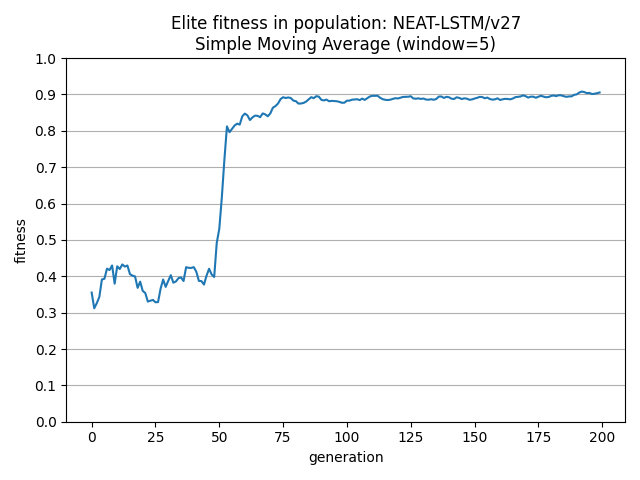 Elite fitness in population: NEAT-LSTM/v27
Simple Moving Average (window=5)
1.0
0.9
0.8
0.7
0.6
0.5
0.4
0.3
0.2
0.1
0.0
fitness
0 25 50 75 100 125 150 175 200
generation